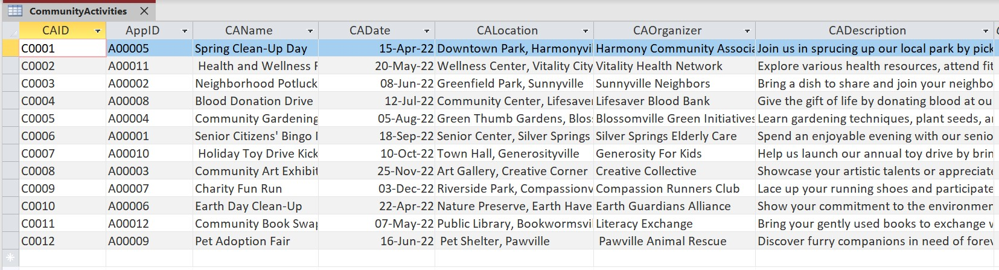 CommunityActivities
CAID AppID CAName CADate CALocation CAOrganizer CADescription
C0001 A00005 Spring Clean-Up Day 15-Apr-22 Downtown Park, Harmonyvi Harmony Community Associa Join us in sprucing up our local park by pick
C0002 A00011 Health and Wellness F 20-May-22 Wellness Center, Vitality City Vitality Health Network Explore various health resources, attend fit
C0003 A00002 Neighborhood Potluck 08-Jun-22 Greenfield Park, Sunnyville Sunnyville Neighbors Bring a dish to share and join your neighbo
C0004 A00008 Blood Donation Drive 12-Jul-22 Community Center, Lifesaver Lifesaver Blood Bank Give the gift of life by donating blood at ou
C0005 A00004 Community Gardening 05-Aug-22 Green Thumb Gardens, Blos Blossomville Green Initiatives Learn gardening techniques, plant seeds, a
C0006 A00001 Senior Citizens' Bingo 18-Sep-22 Senior Center, Silver Springs Silver Springs Elderly Care Spend an enjoyable evening with our senio
C0007 A00010 Holiday Toy Drive Kick 10-Oct-22 Town Hall, Generosityville Generosity For Kids Help us launch our annual toy drive by brin
C0008 A00003 Community Art Exhibit 25-Nov-22 Art Gallery, Creative Corner Creative Collective Showcase your artistic talents or appreciate
C0009 A00007 Charity Fun Run 03-Dec-22 Riverside Park, Compassionv Compassion Runners Club Lace up your running shoes and participate
C0010 A00006 Earth Day Clean-Up 22-Apr-22 Nature Preserve, Earth Have Earth Guardians Alliance Show your commitment to the environmen
C0011 A00012 Community Book Swap 07-May-22 Public Library, Bookwormsvi Literacy Exchange Bring your gently used books to exchange w
C0012 A00009 Pet Adoption Fair 16-Jun-22 Pet Shelter, Pawville Pawville Animal Rescue Discover furry companions in need of forev